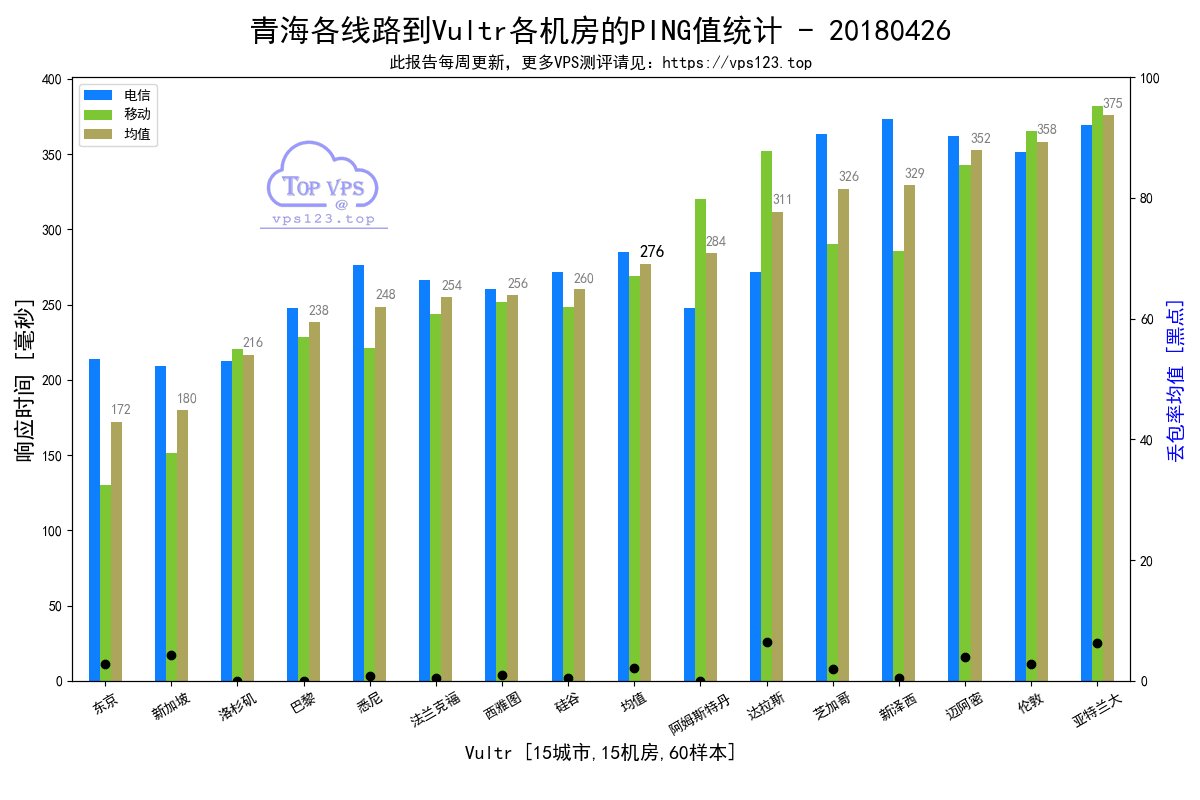 青海各线路到Vultr各机房的PING值统计 - 20180426
此报告每周更新，更多VPS测评请见：https://vps123.top
电信
移动
均值
TOP VPS
@
vps123.top
响应时间 [毫秒]
400
350
300
250
200
150
100
50
0
172
180
216
238
248
254
256
260
276
284
311
326
329
352
358
375
100
80
60
40
20
0
丢包率均值 [黑点]
东京
新加坡
洛杉矶
巴黎
悉尼
法兰克福
西雅图
硅谷
均值
阿姆斯特丹
达拉斯
芝加哥
新泽西
迈阿密
伦敦
亚特兰大
Vultr [15城市,15机房,60样本]